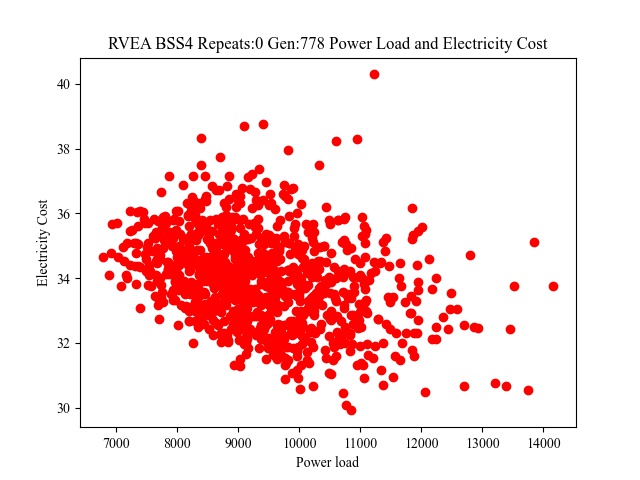 RVEA BSS4 Repeats:0 Gen:778 Power Load and Electricity Cost
40
38
36
34
32
30
Electricity Cost
7000 8000 9000 10000 11000 12000 13000 14000
Power load